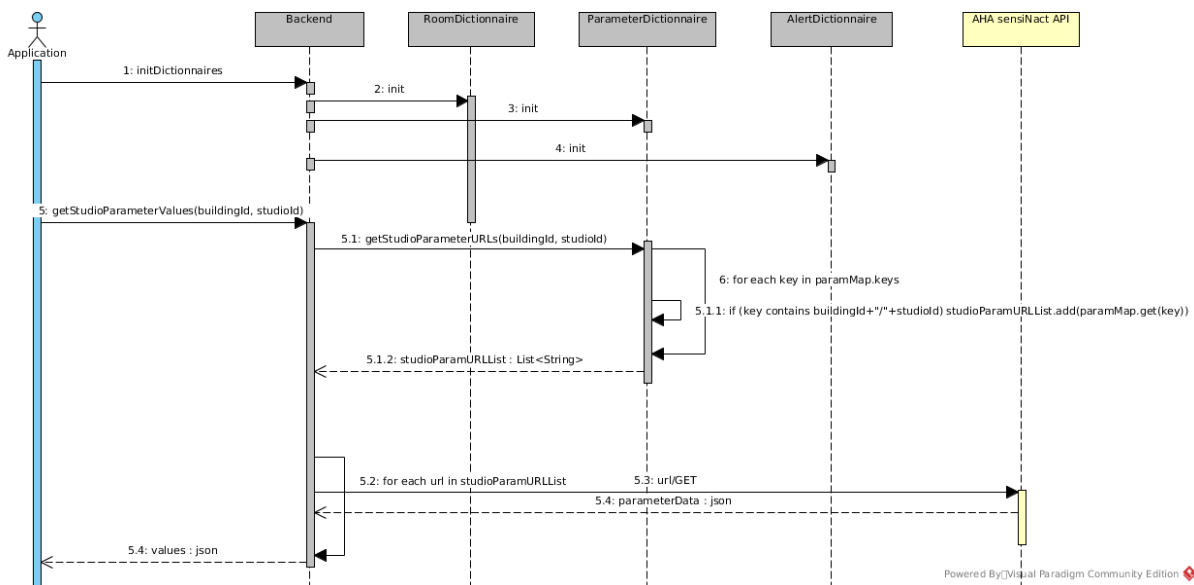 Application
Backend
RoomDictionnaire
ParameterDictionnaire
AlertDictionnaire
AHA sensiNact API
1: initDictionnaires
2: init
3: init
4: init
5: getStudioParameterValues(buildingId, studioId)
5.1: getStudioParameterURLs(buildingId, studioId)
6: for each key in paramMap.keys
5.1.1: if (key contains buildingId+"/"+studioId) studioParamURLList.add(paramMap.get(key))
5.1.2: studioParamURLList : List<String>
5.2: for each url in studioParamURLList
5.3: url/GET
5.4: parameterData : json
5.4: values : json
Powered By Visual Paradigm Community Edition